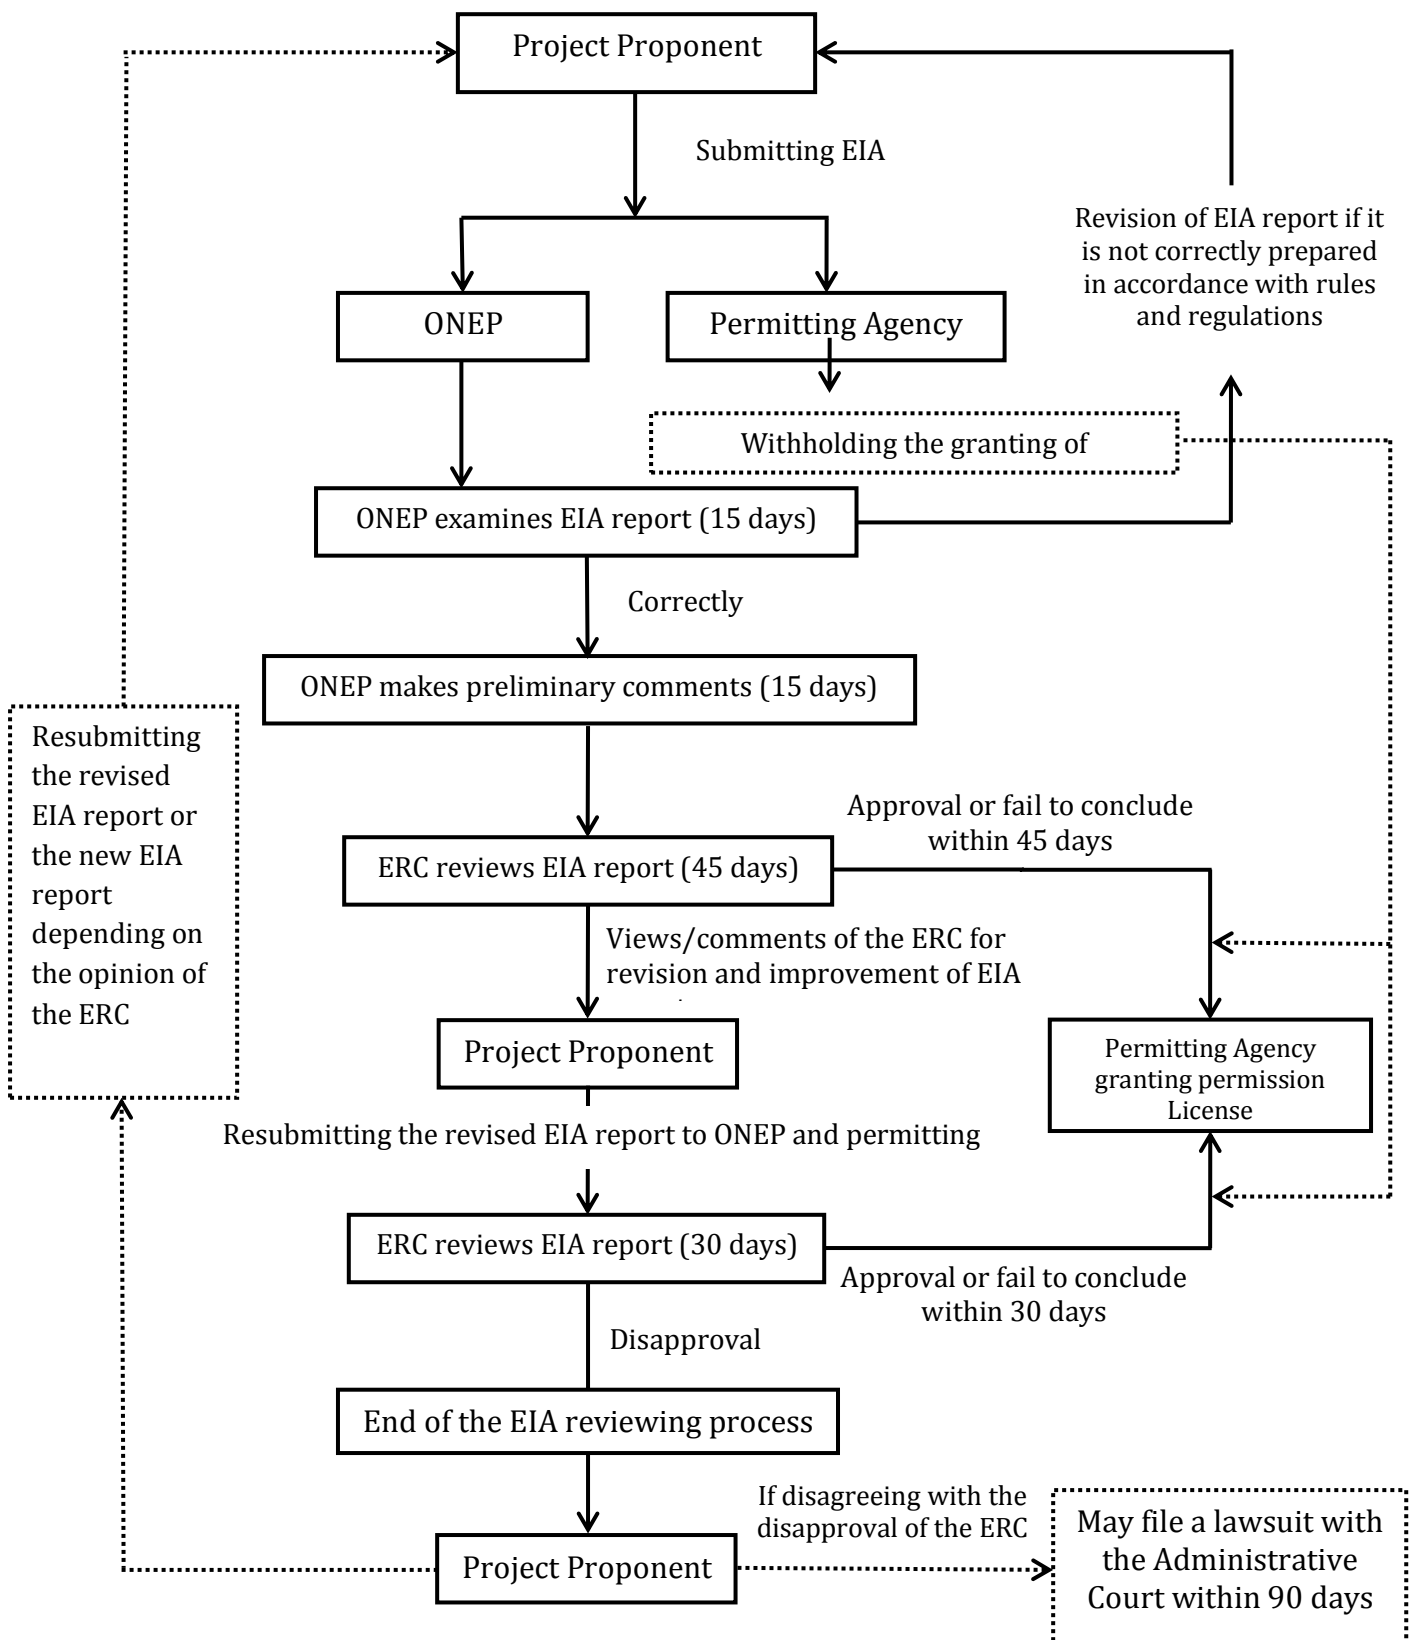 Project Proponent
Submitting EIA
Revision of EIA report if it
is not correctly prepared
in accordance with rules
and regulations
ONEP
Permitting Agency
Withholding the granting of
ONEP examines EIA report (15 days)
Correctly
ONEP makes preliminary comments (15 days)
Resubmitting
the revised
EIA report or
the new EIA
report
depending on
the opinion of
the ERC
Approval or fail to conclude
within 45 days
ERC reviews EIA report (45 days)
Views/comments of the ERC for
revision and improvement of EIA
Project Proponent
Permitting Agency
granting permission
License
Resubmitting the revised EIA report to ONEP and permitting
ERC reviews EIA report (30 days)
Approval or fail to conclude
within 30 days
Disapproval
End of the EIA reviewing process
If disagreeing with the
disapproval of the ERC
Project Proponent
May file a lawsuit with
the Administrative
Court within 90 days